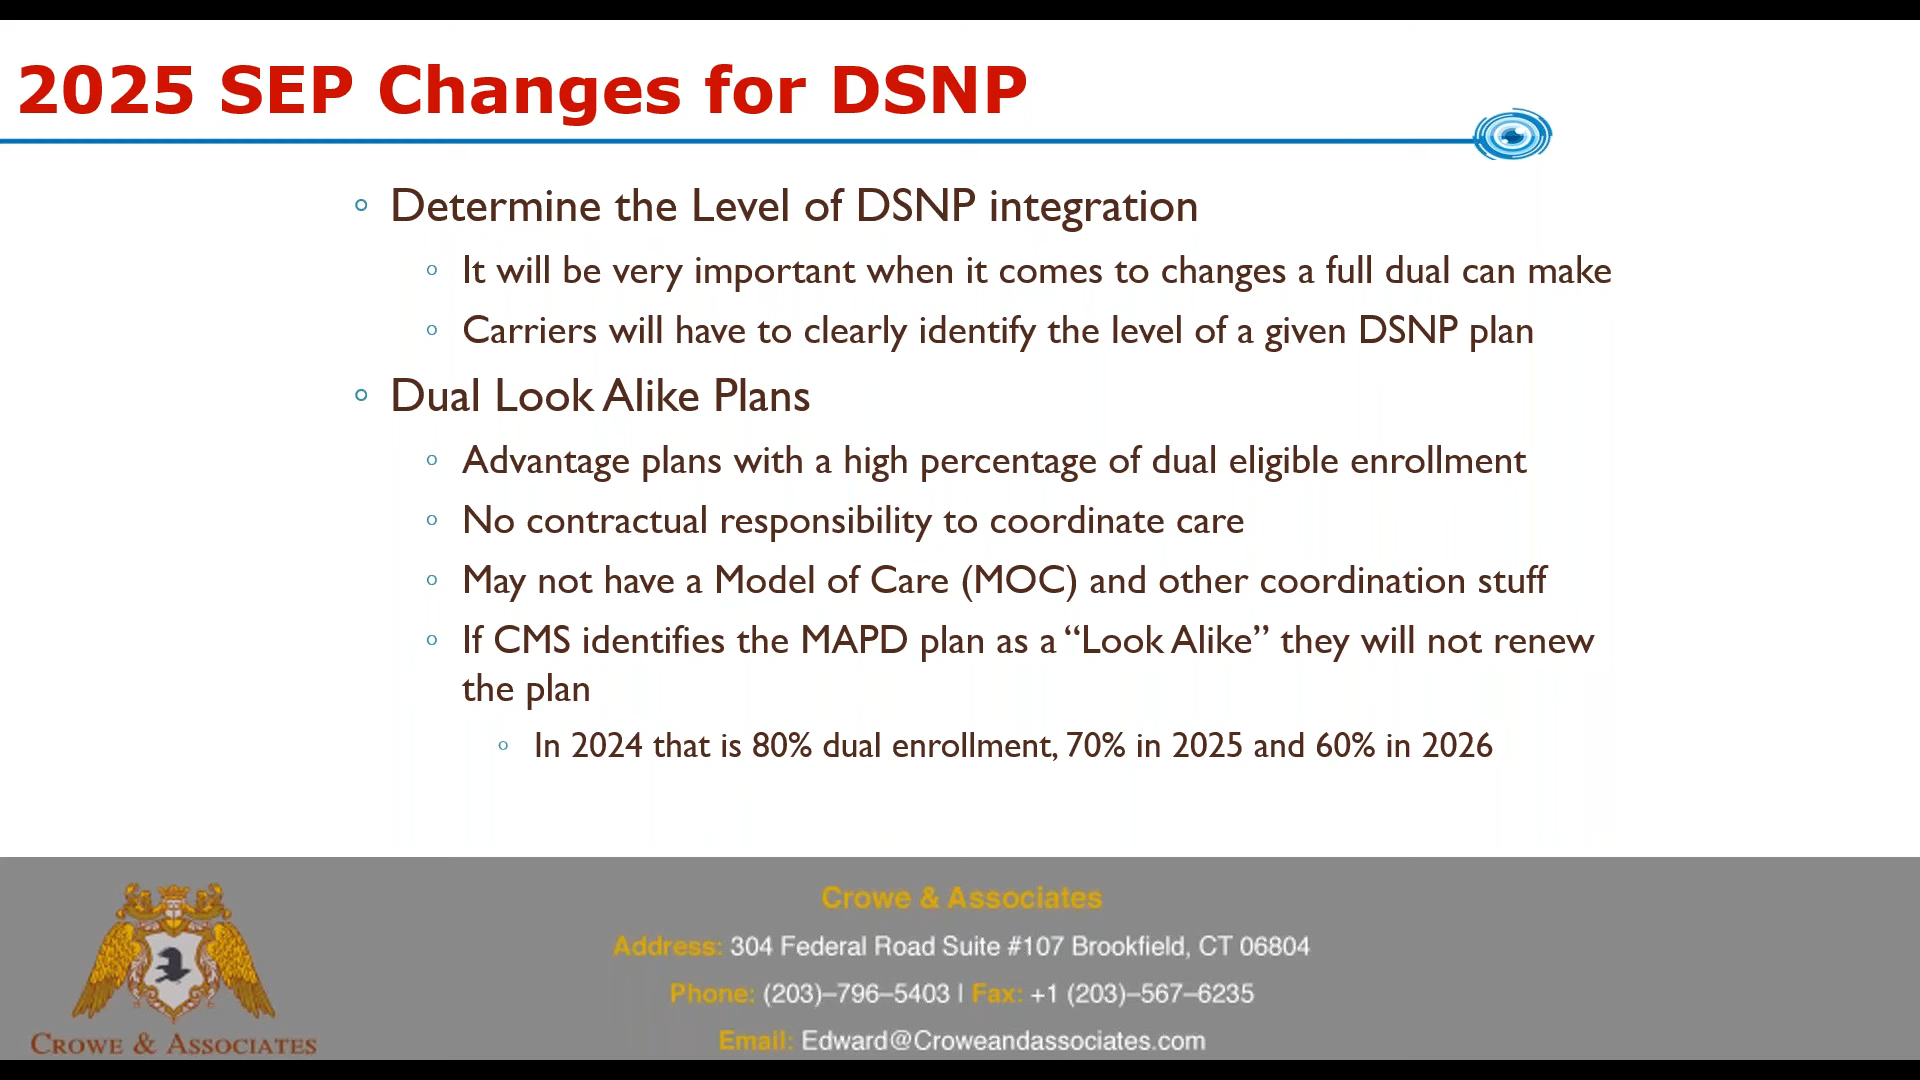 2025 SEP Changes for DSNP
Determine the Level of DSNP integration
It will be very important when it comes to changes a full dual can make
Carriers will have to clearly identify the level of a given DSNP plan
Dual Look Alike Plans
Advantage plans with a high percentage of dual eligible enrollment
No contractual responsibility to coordinate care
May not have a Model of Care (MOC) and other coordination stuff
If CMS identifies the MAPD plan as a “Look Alike” they will not renew
the plan
In 2024 that is 80% dual enrollment, 70% in 2025 and 60% in 2026
Crowe & Associates
Address: 304 Federal Road Suite #107 Brookfield, CT 06804
Phone: (203)–796–5403 | Fax: +1 (203)–567–6235
Email: Edward@Croweandassociates.com
CROWE & ASSOCIATES